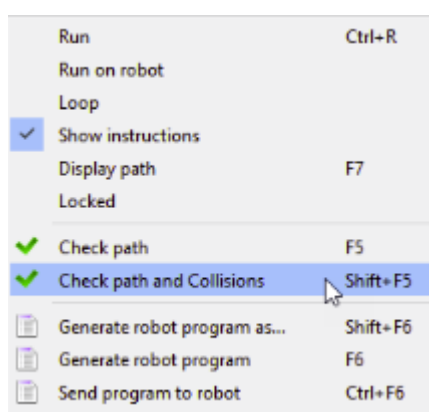 Run Ctrl+R
Run on robot
Loop
Show instructions
Display path F7
Locked
Check path F5
Check path and Collisions Shift+F5
Generate robot program as... Shift+F6
Generate robot program F6
Send program to robot Ctrl+F6